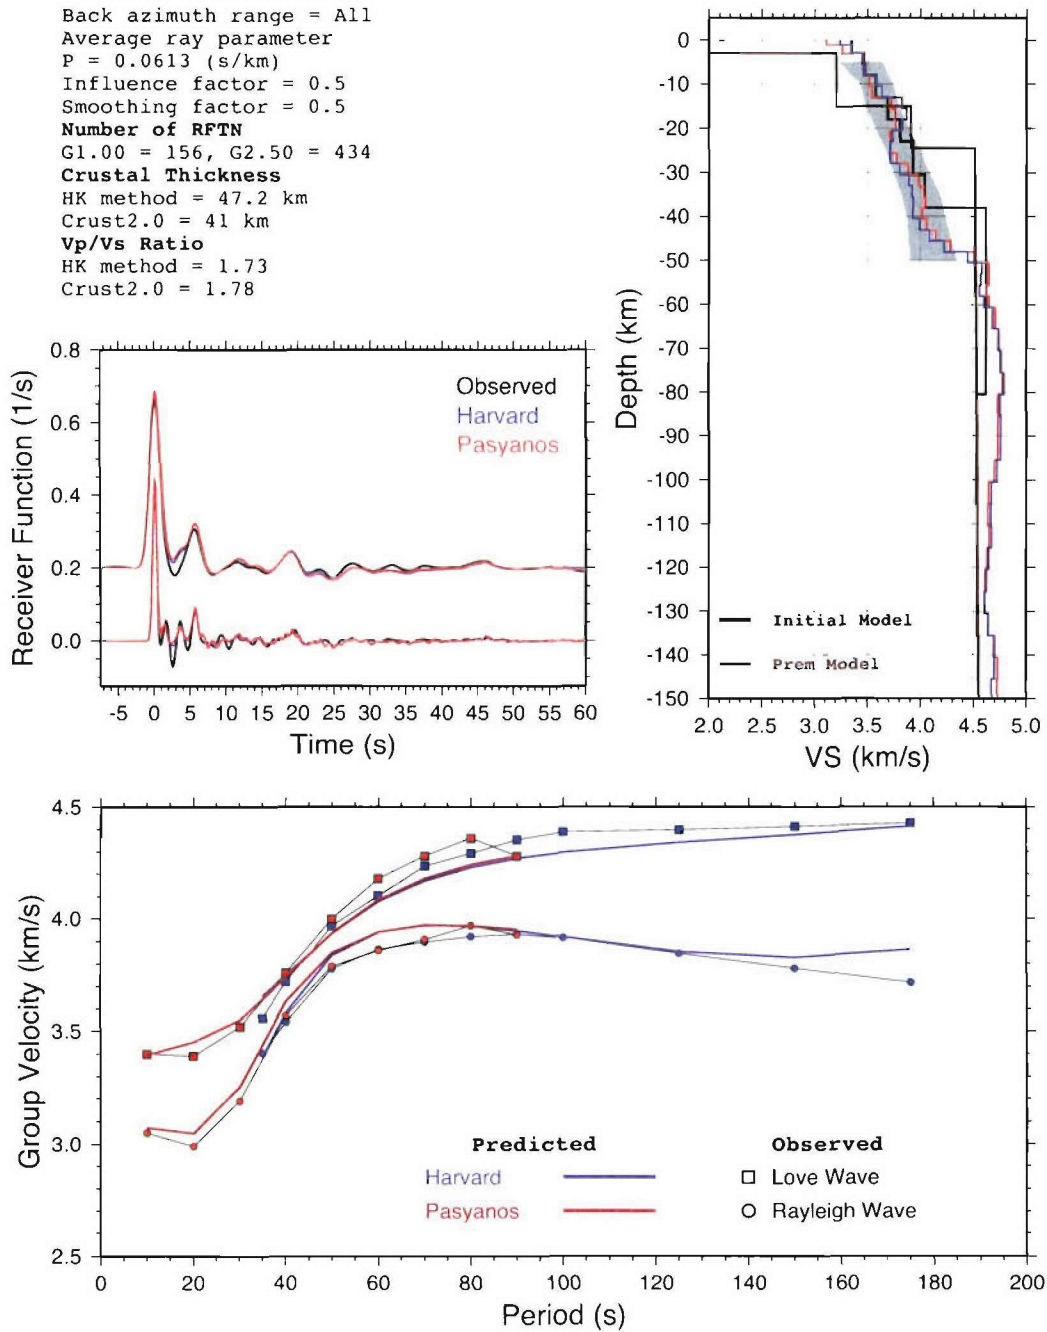 Back azimuth range = All
Average ray parameter
P = 0.0613 (s/km)
Influence factor = 0.5
Smoothing factor = 0.5
Number of RFTN
G1.00 = 156, G2.50 = 434
Crustal Thickness
HK method = 47.2 km
Crust2.0 = 41 km
Vp/Vs Ratio
HK method = 1.73
Crust2.0 = 1.78
0
-10
-20
-30
-40
-50
-60
-70
-80
-90
-100
-110
-120
-130
-140
-150
Depth (km)
Initial Model
Prem Model
2.0 2.5 3.0 3.5 4.0 4.5 5.0
VS (km/s)
0.8
0.6
0.4
0.2
0.0
Receiver Function (1/s)
Observed
Harvard
Pasyanos
-5 0 5 10 15 20 25 30 35 40 45 50 55 60
Time (s)
4.5
4.0
3.5
3.0
2.5
Group Velocity (km/s)
Predicted Observed
Harvard Love Wave
Pasyanos Rayleigh Wave
0 20 40 60 80 100 120 140 160 180 200
Period (s)